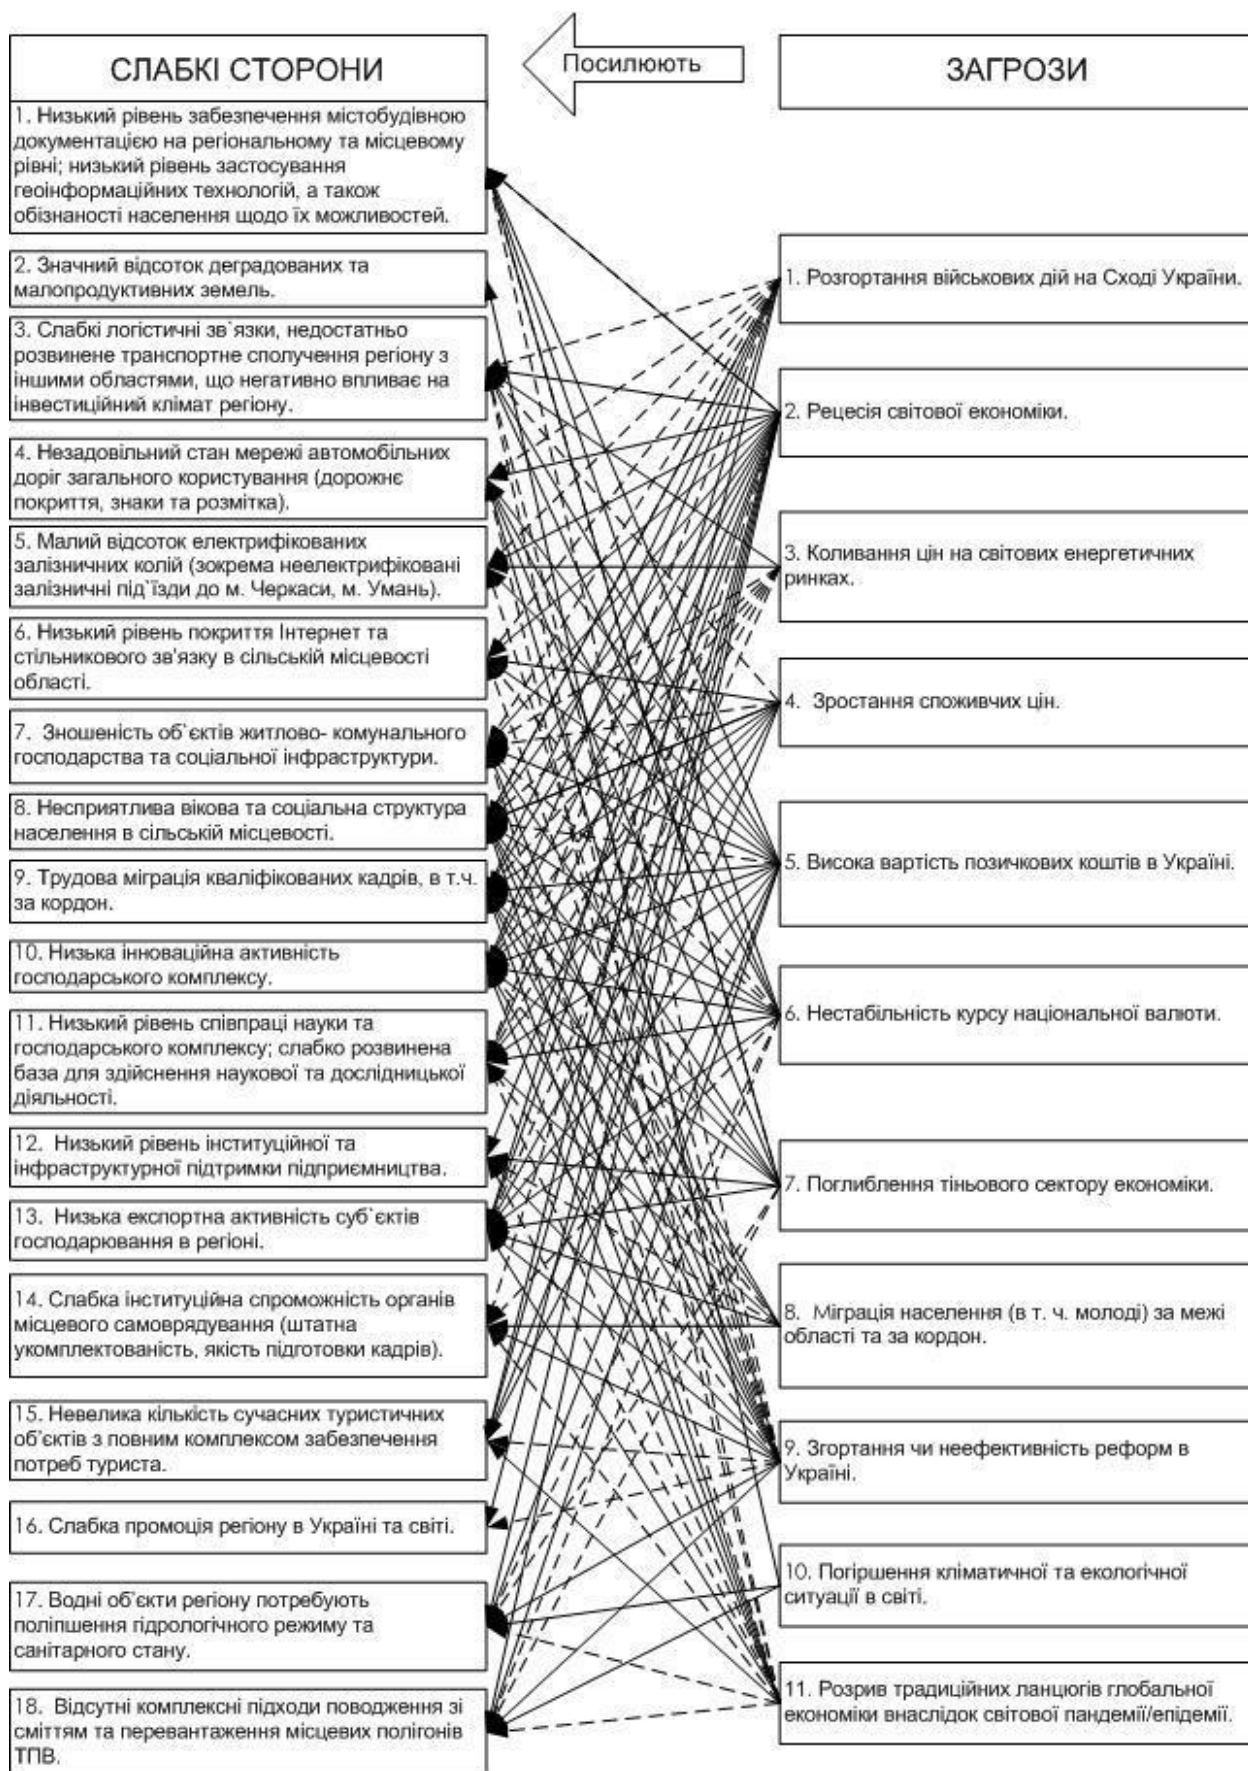 СЛАБКІ СТОРОНИ
1. Низький рівень забезпечення містобудівною
документацією на регіональному та місцевому
рівні; низький рівень застосування
геоінформаційних технологій, а також
обізнаності населення щодо їх можливостей.
2. Значний відсоток деградованих та
малопродуктивних земель.
3. Слабкі логістичні зв`язки, недостатньо
розвинене транспортне сполучення регіону з
іншими областями, що негативно впливає на
інвестиційний клімат регіону.
4. Незадовільний стан мережі автомобільних
доріг загального користування (дорожнє
покриття, знаки та розмітка).
5. Малий відсоток електрифікованих
залізничних колій (зокрема неелектрифіковані
залізничні під`їзди до м. Черкаси, м. Умань).
6. Низький рівень покриття Інтернет та
стільникового зв'язку в сільській місцевості
області.
7. Зношеність об`єктів житлово- комунального
господарства та соціальної інфраструктури.
8. Несприятлива вікова та соціальна структура
населення в сільській місцевості.
9. Трудова міграція кваліфікованих кадрів, в т.ч.
за кордон.
10. Низька інноваційна активність
господарського комплексу.
11. Низький рівень співпраці науки та
господарського комплексу; слабко розвинена
база для здійснення наукової та дослідницької
діяльності.
12. Низький рівень інституційної та
інфраструктурної підтримки підприємництва.
13. Низька експортна активність суб`єктів
господарювання в регіоні.
14. Слабка інституційна спроможність органів
місцевого самоврядування (штатна
укомплектованість, якість підготовки кадрів).
15. Невелика кількість сучасних туристичних
об'єктів з повним комплексом забезпечення
потреб туриста.
16. Слабка промоція регіону в Україні та світі.
17. Водні об'єкти регіону потребують
поліпшення гідрологічного режиму та
санітарного стану.
18. Відсутні комплексні підходи поводження зі
сміттям та перевантаження місцевих полігонів
ТПВ.
Посилюють
ЗАГРОЗИ
1. Розгортання військових дій на Сході України.
2. Рецесія світової економіки.
3. Коливання цін на світових енергетичних
ринках.
4. Зростання споживчих цін.
5. Висока вартість позичкових коштів в Україні.
6. Нестабільність курсу національної валюти.
7. Поглиблення тіньового сектору економіки.
8. Міграція населення (в т. ч. молоді) за межі
області та за кордон.
9. Згортання чи неефективність реформ в
Україні.
10. Погіршення кліматичної та екологічної
ситуації в світі.
11. Розрив традиційних ланцюгів глобальної
економіки внаслідок світової пандемії/епідемії.